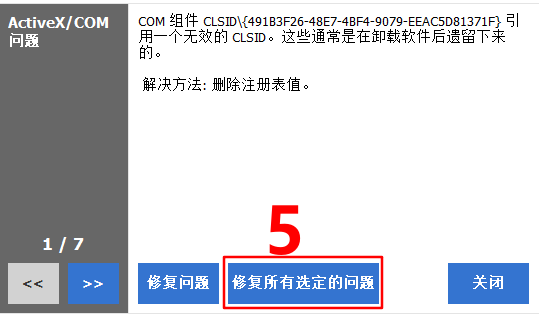 ActiveX/COM
问题
COM 组件 CLSID\{491B3F26-48E7-4BF4-9079-EEAC5D81371F} 引
用一个无效的 CLSID。这些通常是在卸载软件后遗留下来
的。
解决方法: 删除注册表值。
1 / 7
5
<< >> 修复问题 修复所有选定的问题 关闭